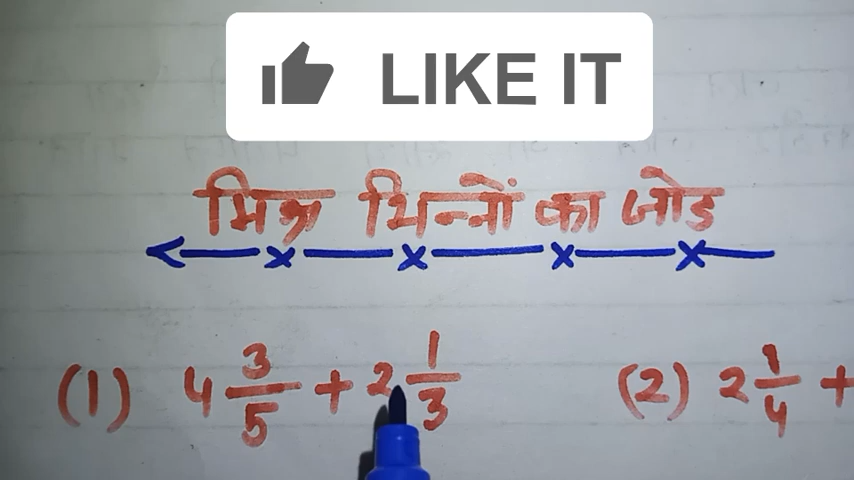 LIKE IT
मिश्र भिन्नों का जोड
(1) 4 3/5 + 2 1/3 (2) 2 1/4 +